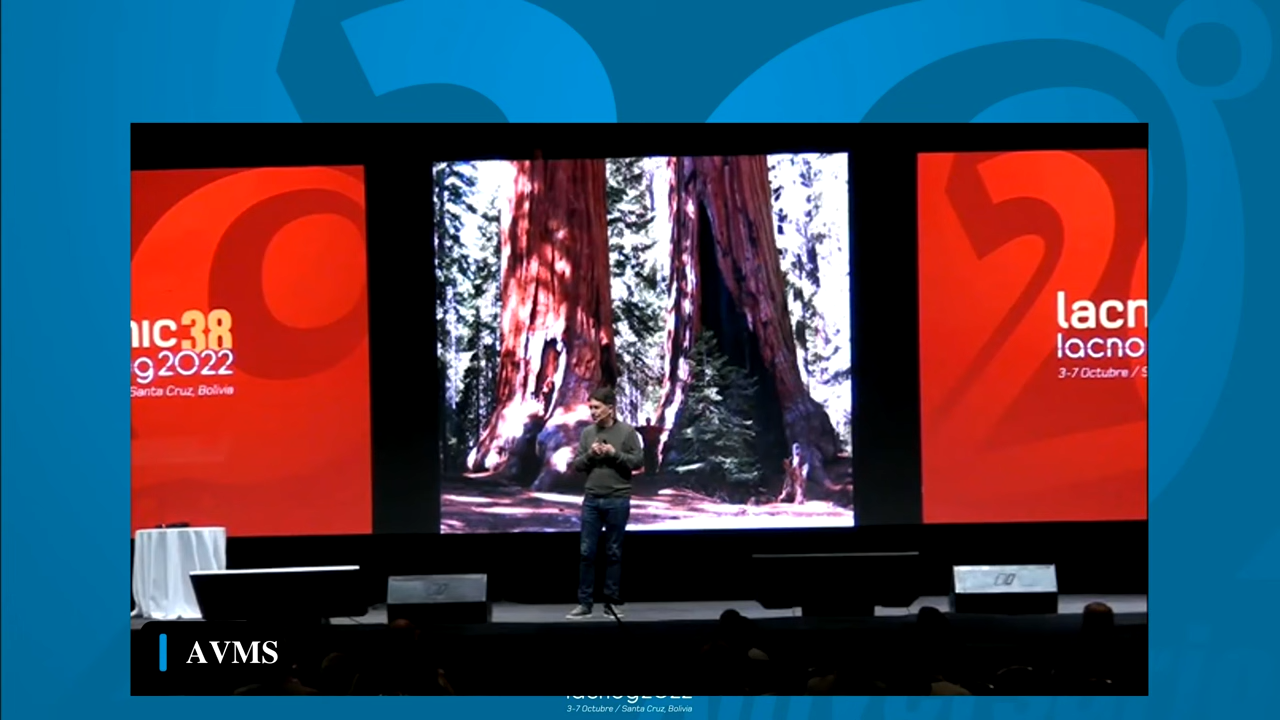 nic38
g2022
Santa Cruz, Bolivia
lacn
lacno
3-7 Octubre / S
AVMS
lacnog2022
3-7 Octubre / Santa Cruz, Bolivia